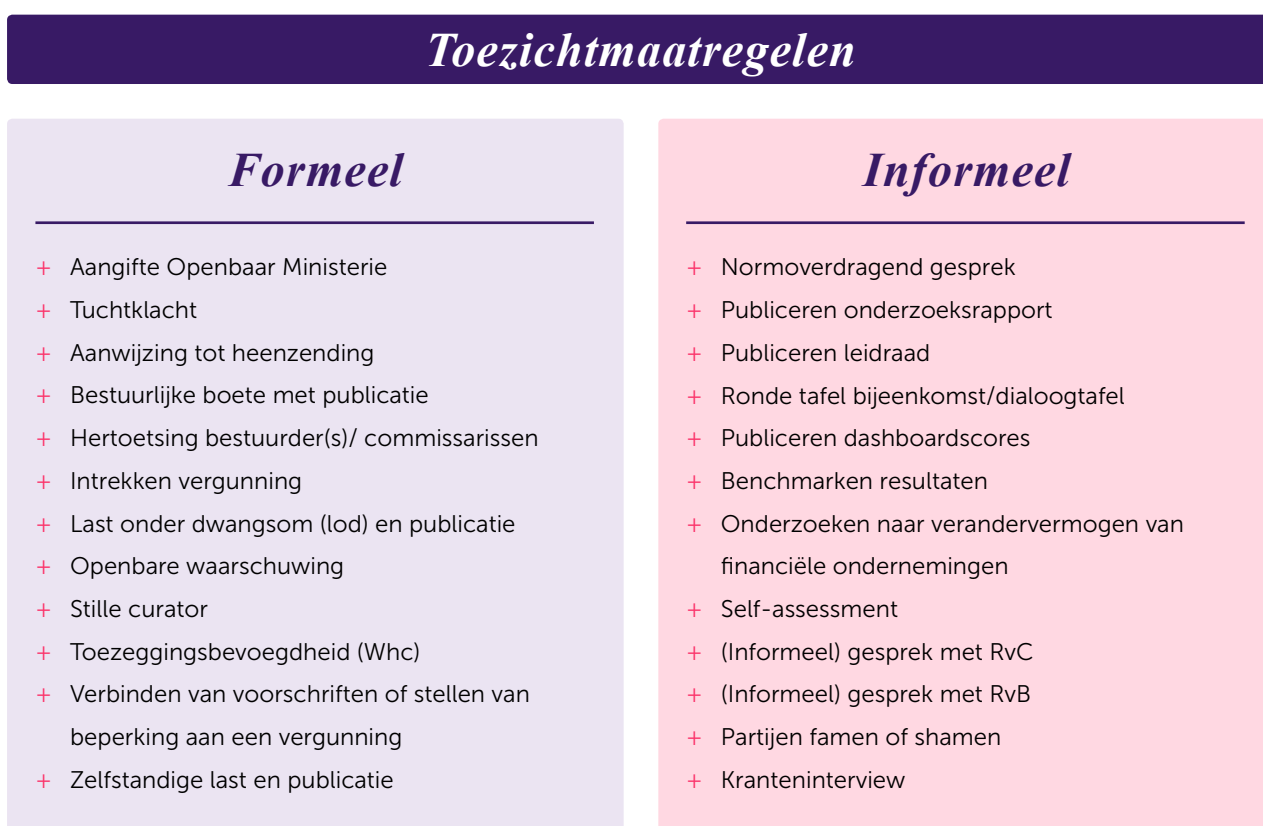 Toezichtmaatregelen
Formeel
+ Aangifte Openbaar Ministerie
+ Tuchtklacht
+ Aanwijzing tot heenzending
+ Bestuurlijke boete met publicatie
+ Hertoetsing bestuurder(s)/ commissarissen
+ Intrekken vergunning
+ Last onder dwangsom (lod) en publicatie
+ Openbare waarschuwing
+ Stille curator
+ Toezeggingsbevoegdheid (Whc)
+ Verbinden van voorschriften of stellen van
beperking aan een vergunning
+ Zelfstandige last en publicatie
Informeel
+ Normoverdragend gesprek
+ Publiceren onderzoeksrapport
+ Publiceren leidraad
+ Ronde tafel bijeenkomst/dialoogtafel
+ Publiceren dashboardscores
+ Benchmarken resultaten
+ Onderzoeken naar verandervermogen van
financiële ondernemingen
+ Self-assessment
+ (Informeel) gesprek met RvC
+ (Informeel) gesprek met RvB
+ Partijen famen of shamen
+ Kranteninterview